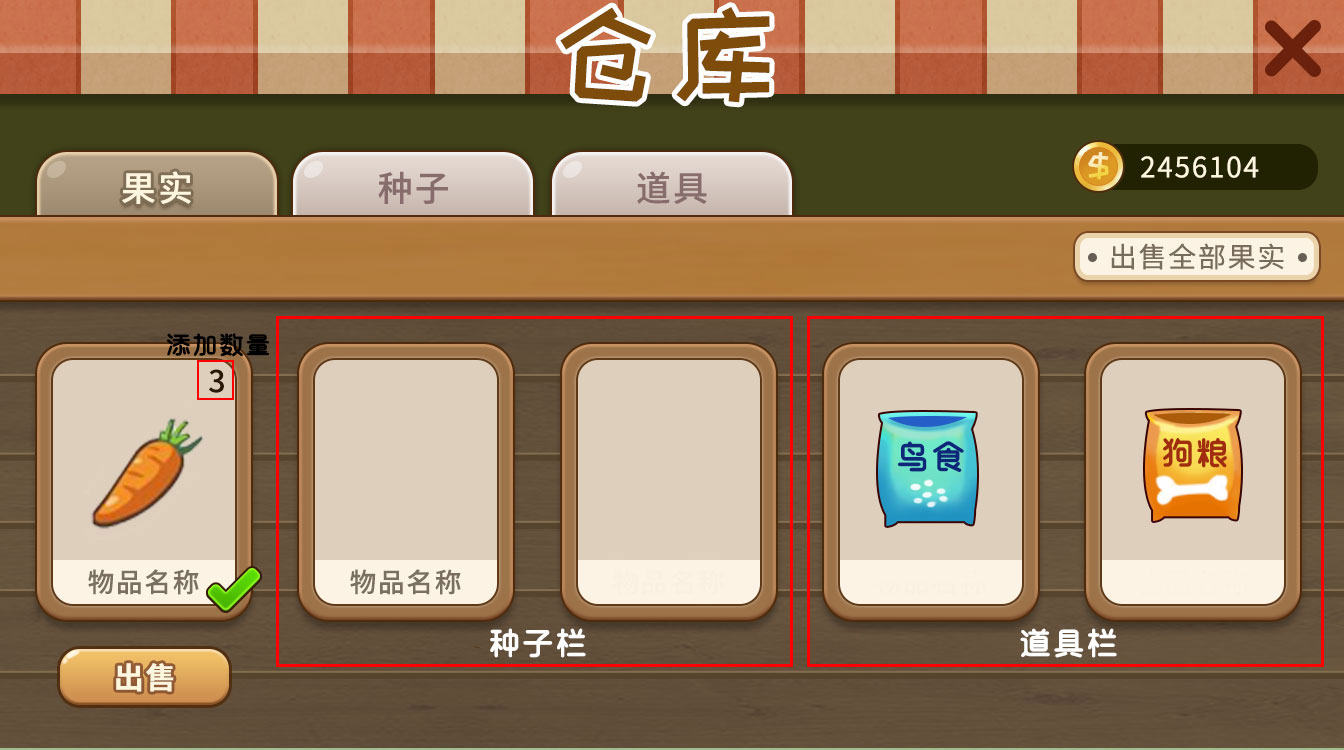 仓库
果实
种子
道具
2456104
• 出售全部果实 •
添加数量
3
鸟食
狗粮
物品名称
物品名称
物品名称
种子栏
道具栏
出售